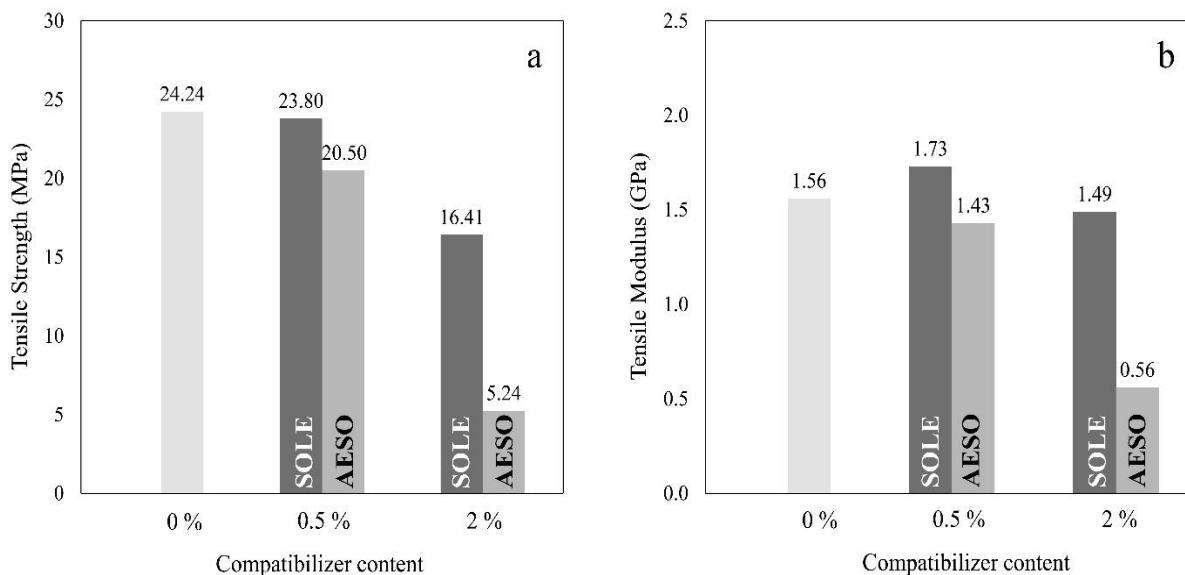 a
Tensile Strength (MPa)
30
25
20
15
10
5
0
24.24
23.80
20.50
16.41
5.24
SOLE
AESO
SOLE
AESO
0 %
0.5 %
2 %
Compatibilizer content
b
Tensile Modulus (GPa)
2.5
2.0
1.5
1.0
0.5
0.0
1.56
1.73
1.43
1.49
0.56
SOLE
AESO
SOLE
AESO
0 %
0.5 %
2 %
Compatibilizer content